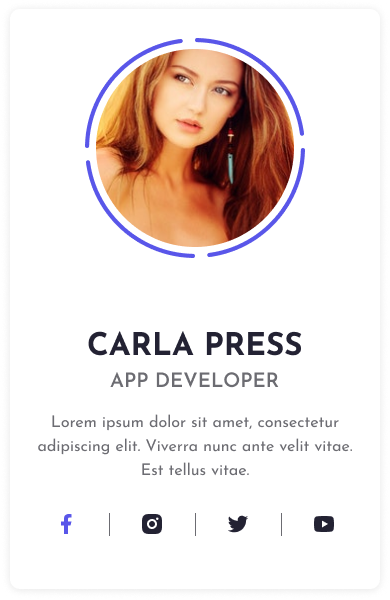 CARLA PRESS
APP DEVELOPER
Lorem ipsum dolor sit amet, consectetur
adipiscing elit. Viverra nunc ante velit vitae.
Est tellus vitae.